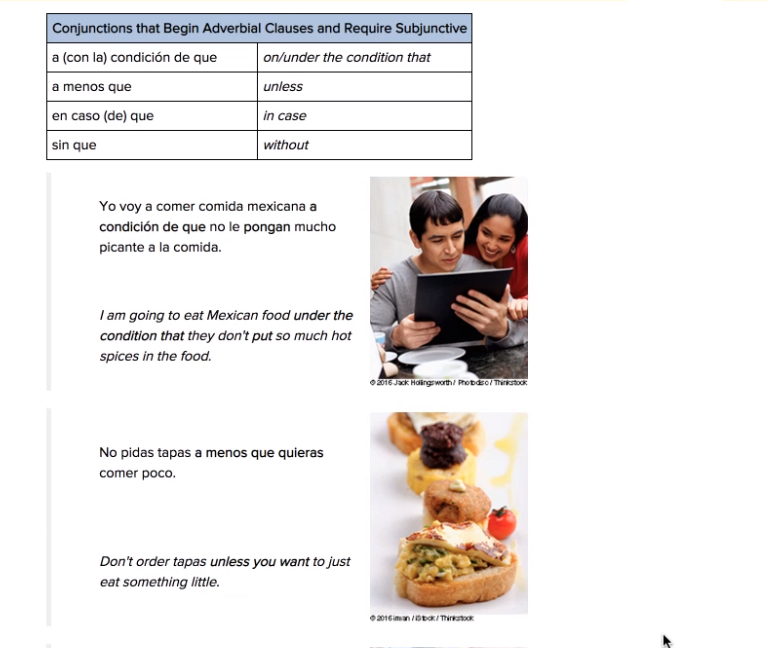 Conjunctions that Begin Adverbial Clauses and Require Subjunctive
a (con la) condición de que on/under the condition that
a menos que unless
en caso (de) que in case
sin que without
Yo voy a comer comida mexicana a
condición de que no le pongan mucho
picante a la comida.
I am going to eat Mexican food under the
condition that they don't put so much hot
spices in the food.
© 2016 Jack Hollingsworth / Photodisc / Thinkstock
No pidas tapas a menos que quieras
comer poco.
Don't order tapas unless you want to just
eat something little.
© 2016 iman / iStock / Thinkstock